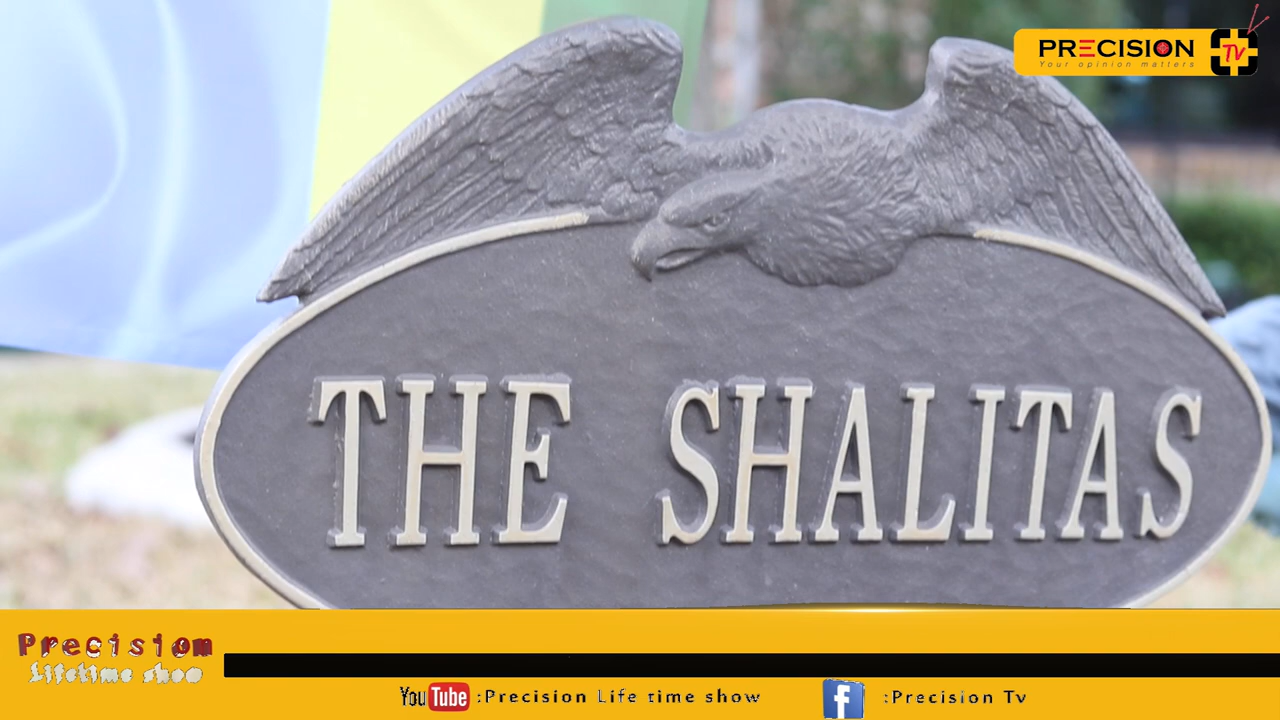 PRECISION TV
Your opinion matters
THE SHALITAS
Precision
Lifetime show
YouTube :Precision Life time show
f :Precision Tv